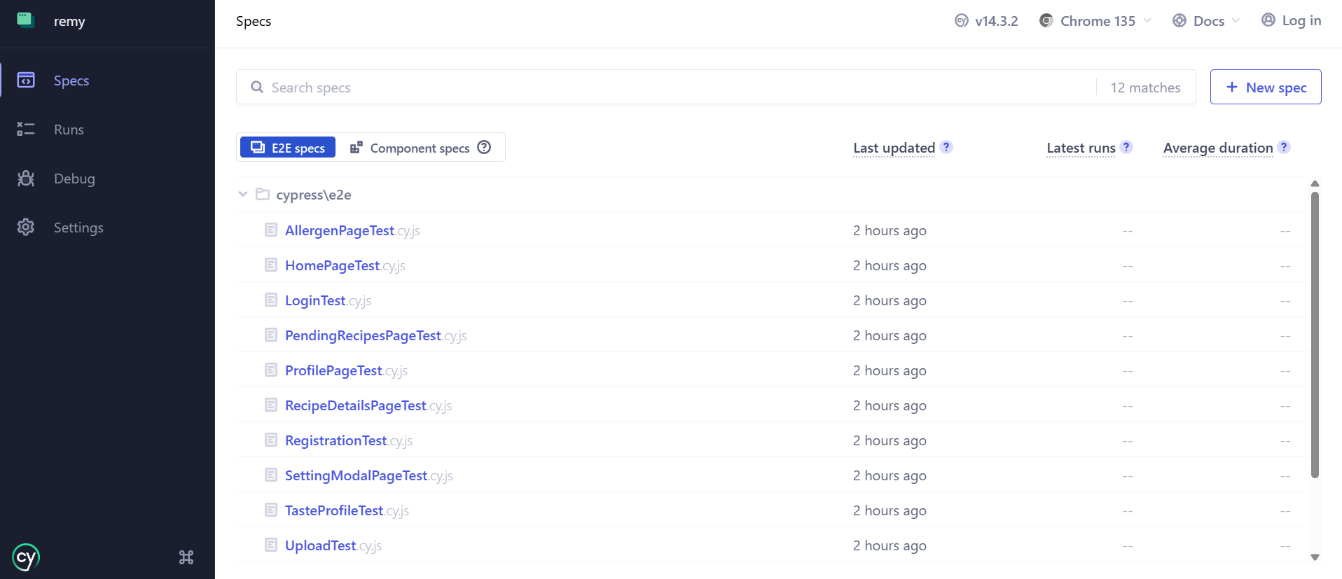 remy
Specs
v14.3.2
Chrome 135
Docs
Log in
Specs
Runs
Debug
Settings
Search specs
12 matches
+ New spec
E2E specs
Component specs ?
Last updated ?
Latest runs ?
Average duration ?
cypress\e2e
AllergenPageTest.cy.js 2 hours ago -- --
HomePageTest.cy.js 2 hours ago -- --
LoginTest.cy.js 2 hours ago -- --
PendingRecipesPageTest.cy.js 2 hours ago -- --
ProfilePageTest.cy.js 2 hours ago -- --
RecipeDetailsPageTest.cy.js 2 hours ago -- --
RegistrationTest.cy.js 2 hours ago -- --
SettingModalPageTest.cy.js 2 hours ago -- --
TasteProfileTest.cy.js 2 hours ago -- --
UploadTest.cy.js 2 hours ago -- --
cy